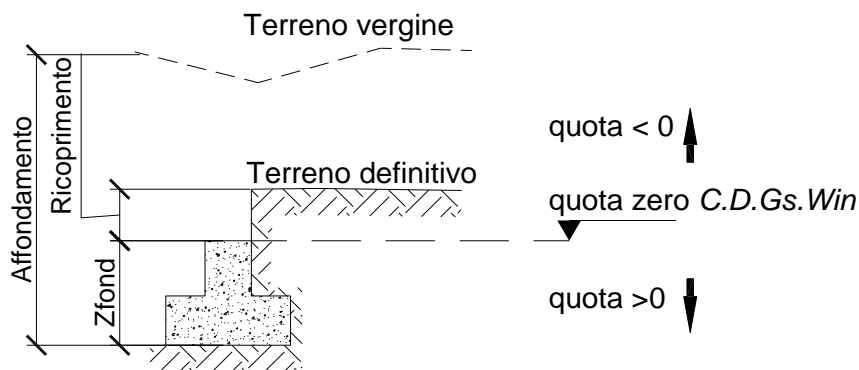 Terreno vergine
Affondamento
Ricoprimento
quota < 0
Terreno definitivo
quota zero C.D.Gs.Win
Zfond
quota >0